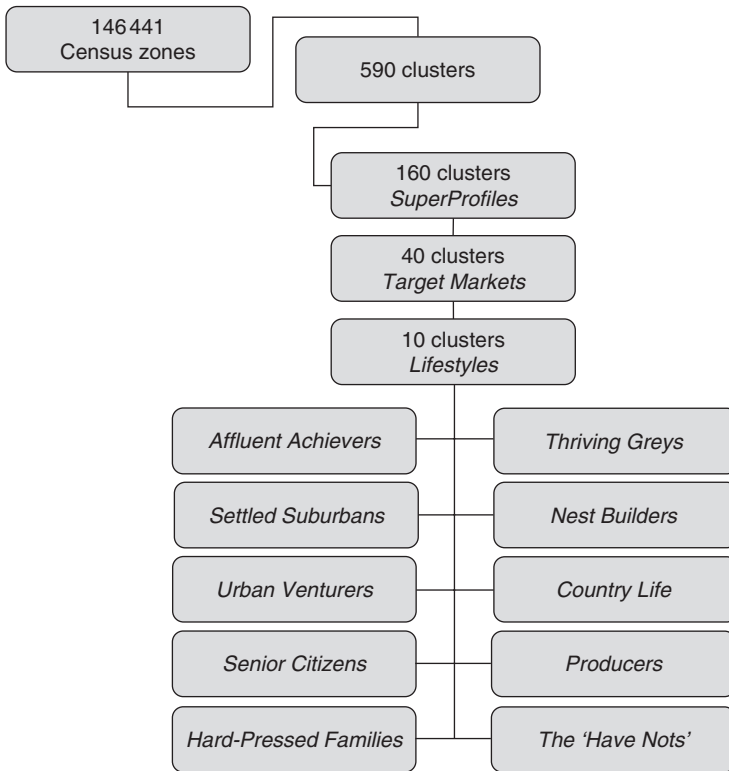 146 441
Census zones
590 clusters
160 clusters
SuperProfiles
40 clusters
Target Markets
10 clusters
Lifestyles
Affluent Achievers
Thriving Greys
Settled Suburbans
Nest Builders
Urban Venturers
Country Life
Senior Citizens
Producers
Hard-Pressed Families
The ‘Have Nots’